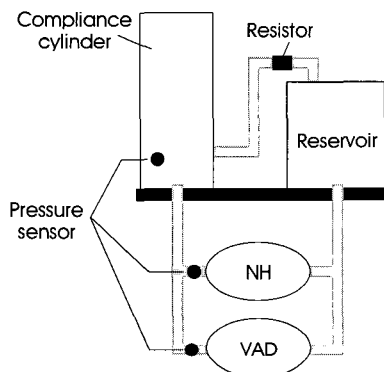 Compliance
cylinder
Resistor
Reservoir
Pressure
sensor
NH
VAD